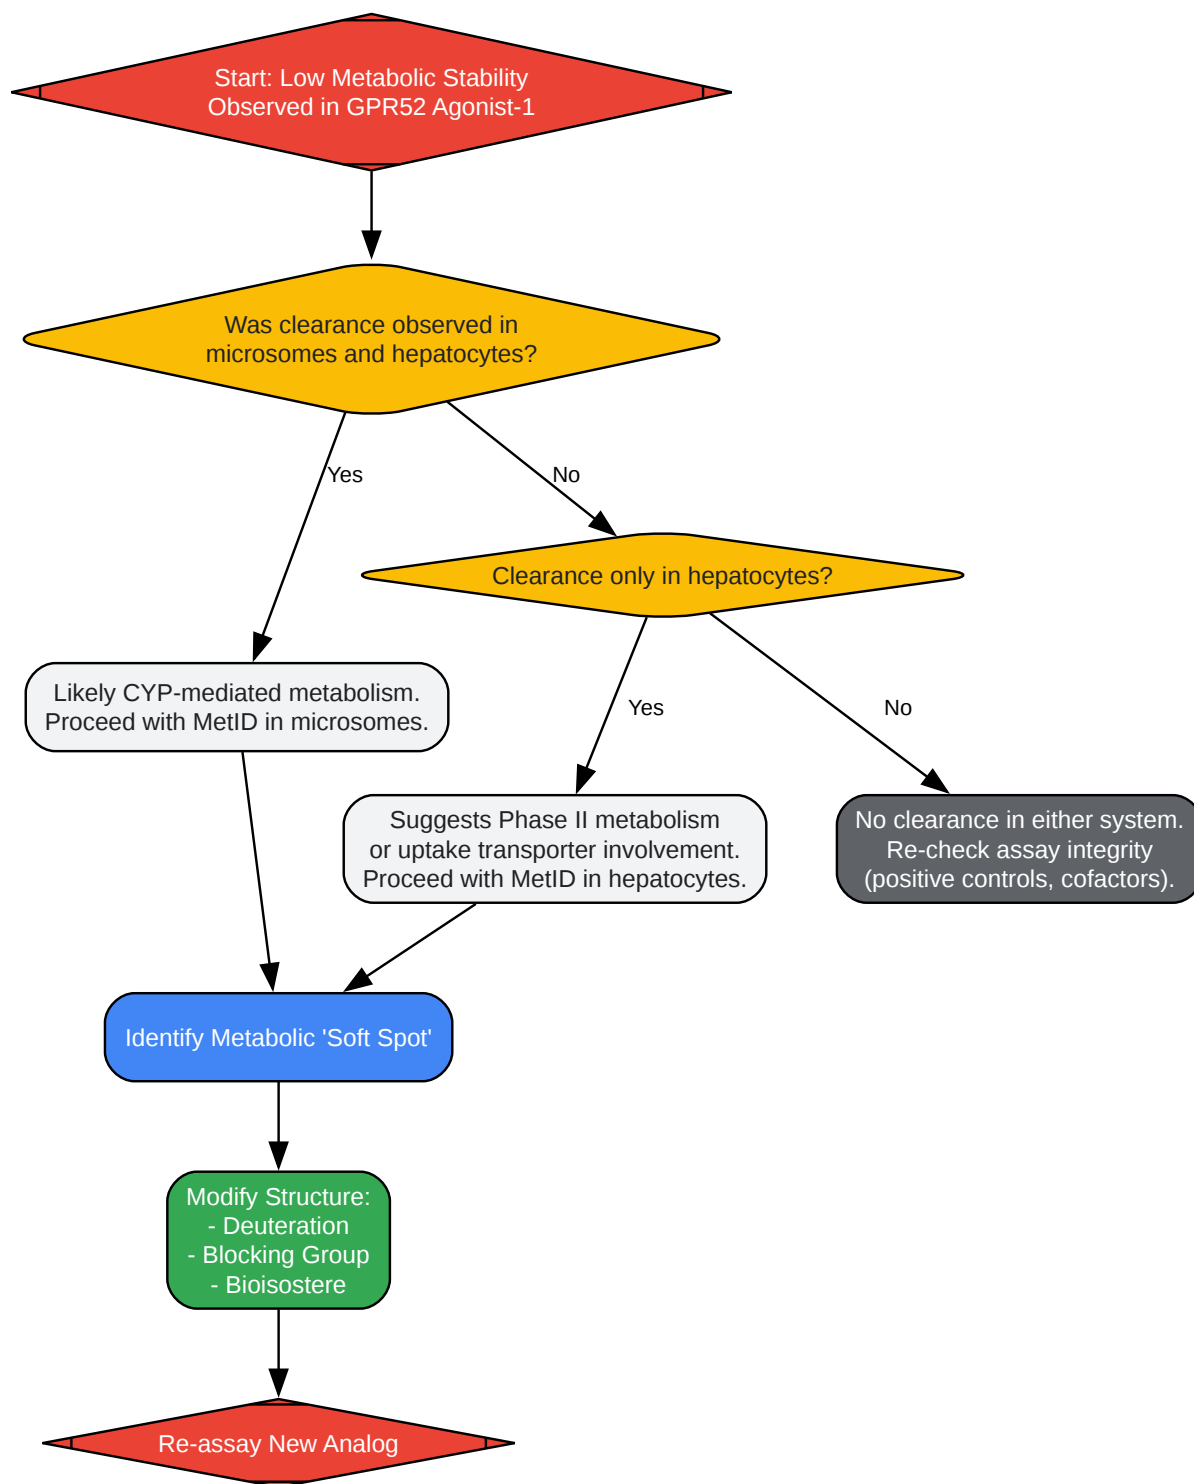 Start: Low Metabolic Stability
Observed in GPR52 Agonist-1
Was clearance observed in
microsomes and hepatocytes?
Yes
No
Clearance only in hepatocytes?
Likely CYP-mediated metabolism.
Proceed with MetID in microsomes.
Yes
No
Suggests Phase II metabolism
or uptake transporter involvement.
Proceed with MetID in hepatocytes.
No clearance in either system.
Re-check assay integrity
(positive controls, cofactors).
Identify Metabolic 'Soft Spot'
Modify Structure:
- Deuteration
- Blocking Group
- Bioisostere
Re-assay New Analog